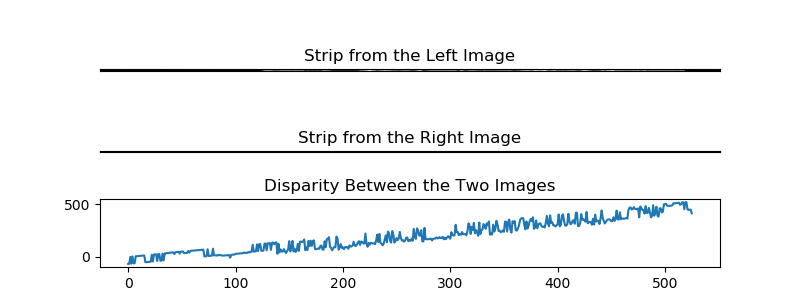 Strip from the Left Image
Strip from the Right Image
Disparity Between the Two Images
500
0
0 100 200 300 400 500